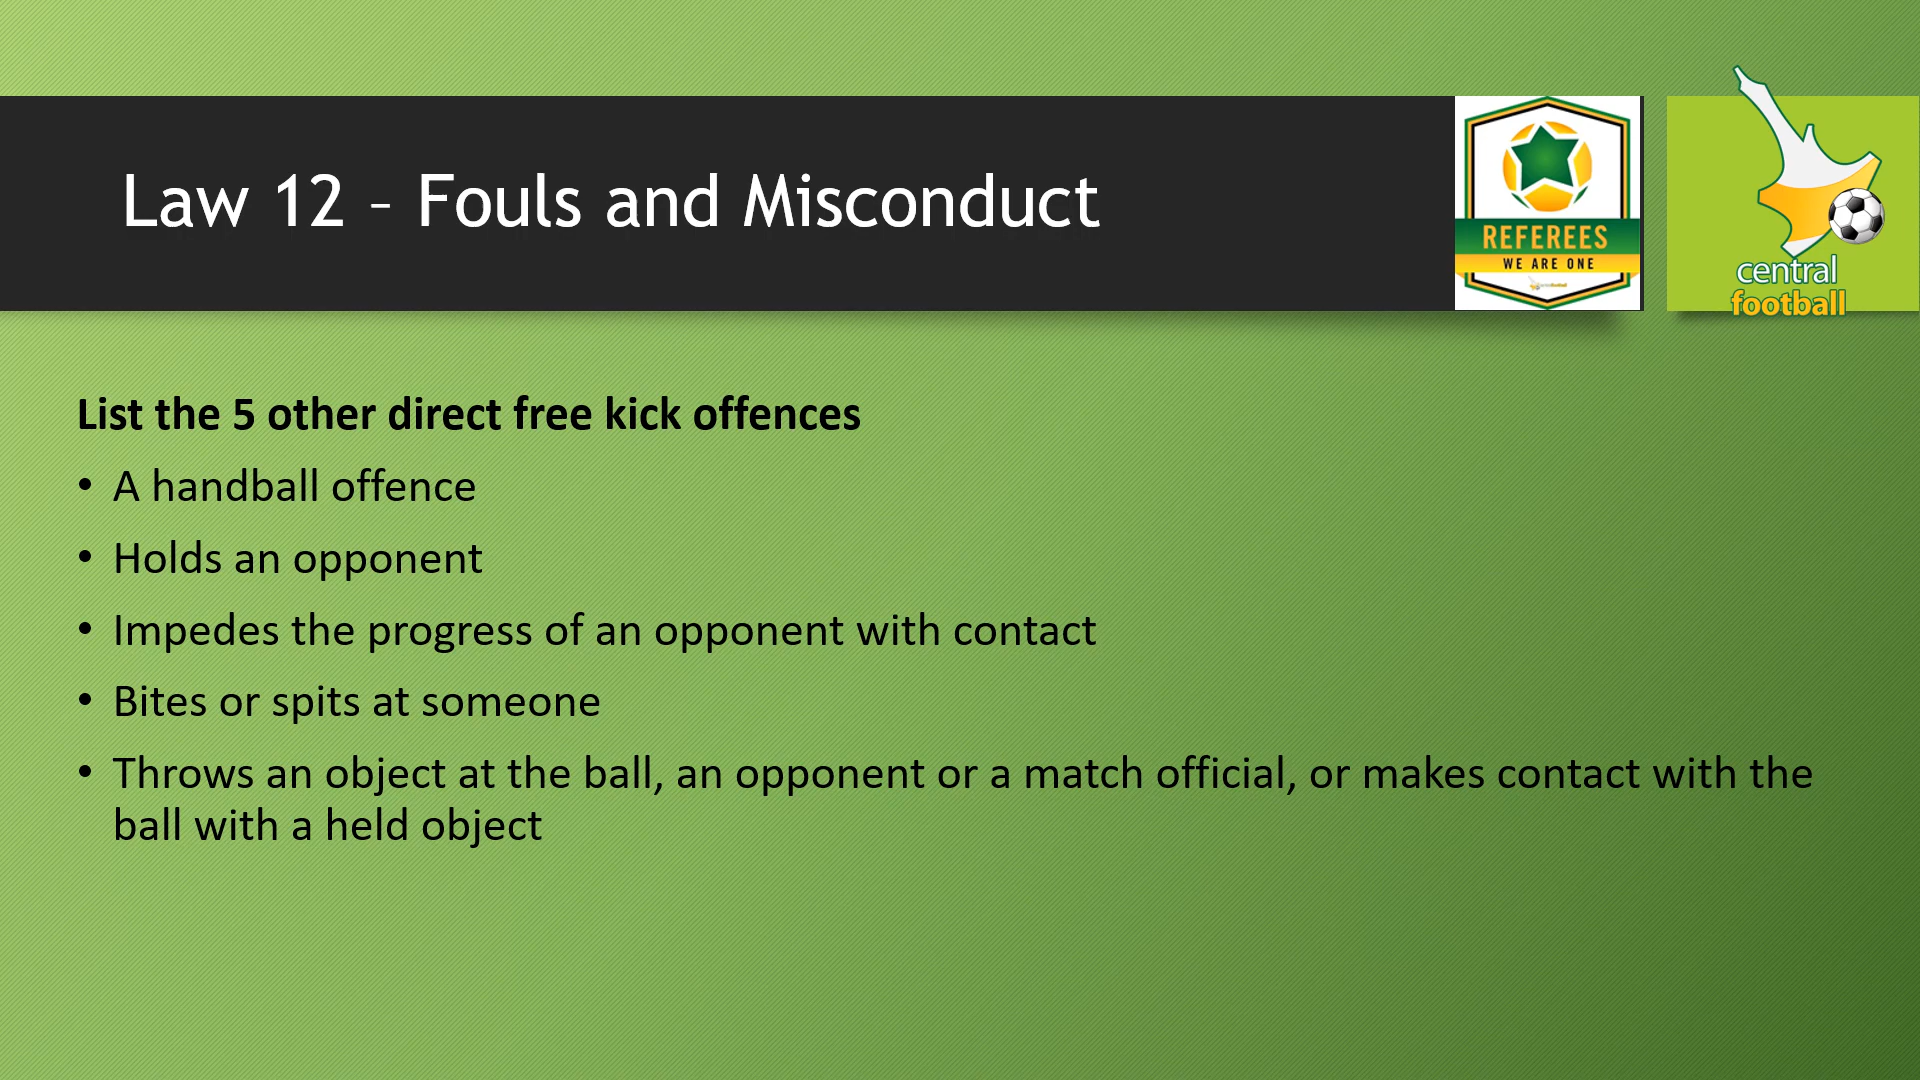 Law 12 – Fouls and Misconduct
REFEREES
WE ARE ONE
central
football
List the 5 other direct free kick offences
• A handball offence
• Holds an opponent
• Impedes the progress of an opponent with contact
• Bites or spits at someone
• Throws an object at the ball, an opponent or a match official, or makes contact with the
ball with a held object